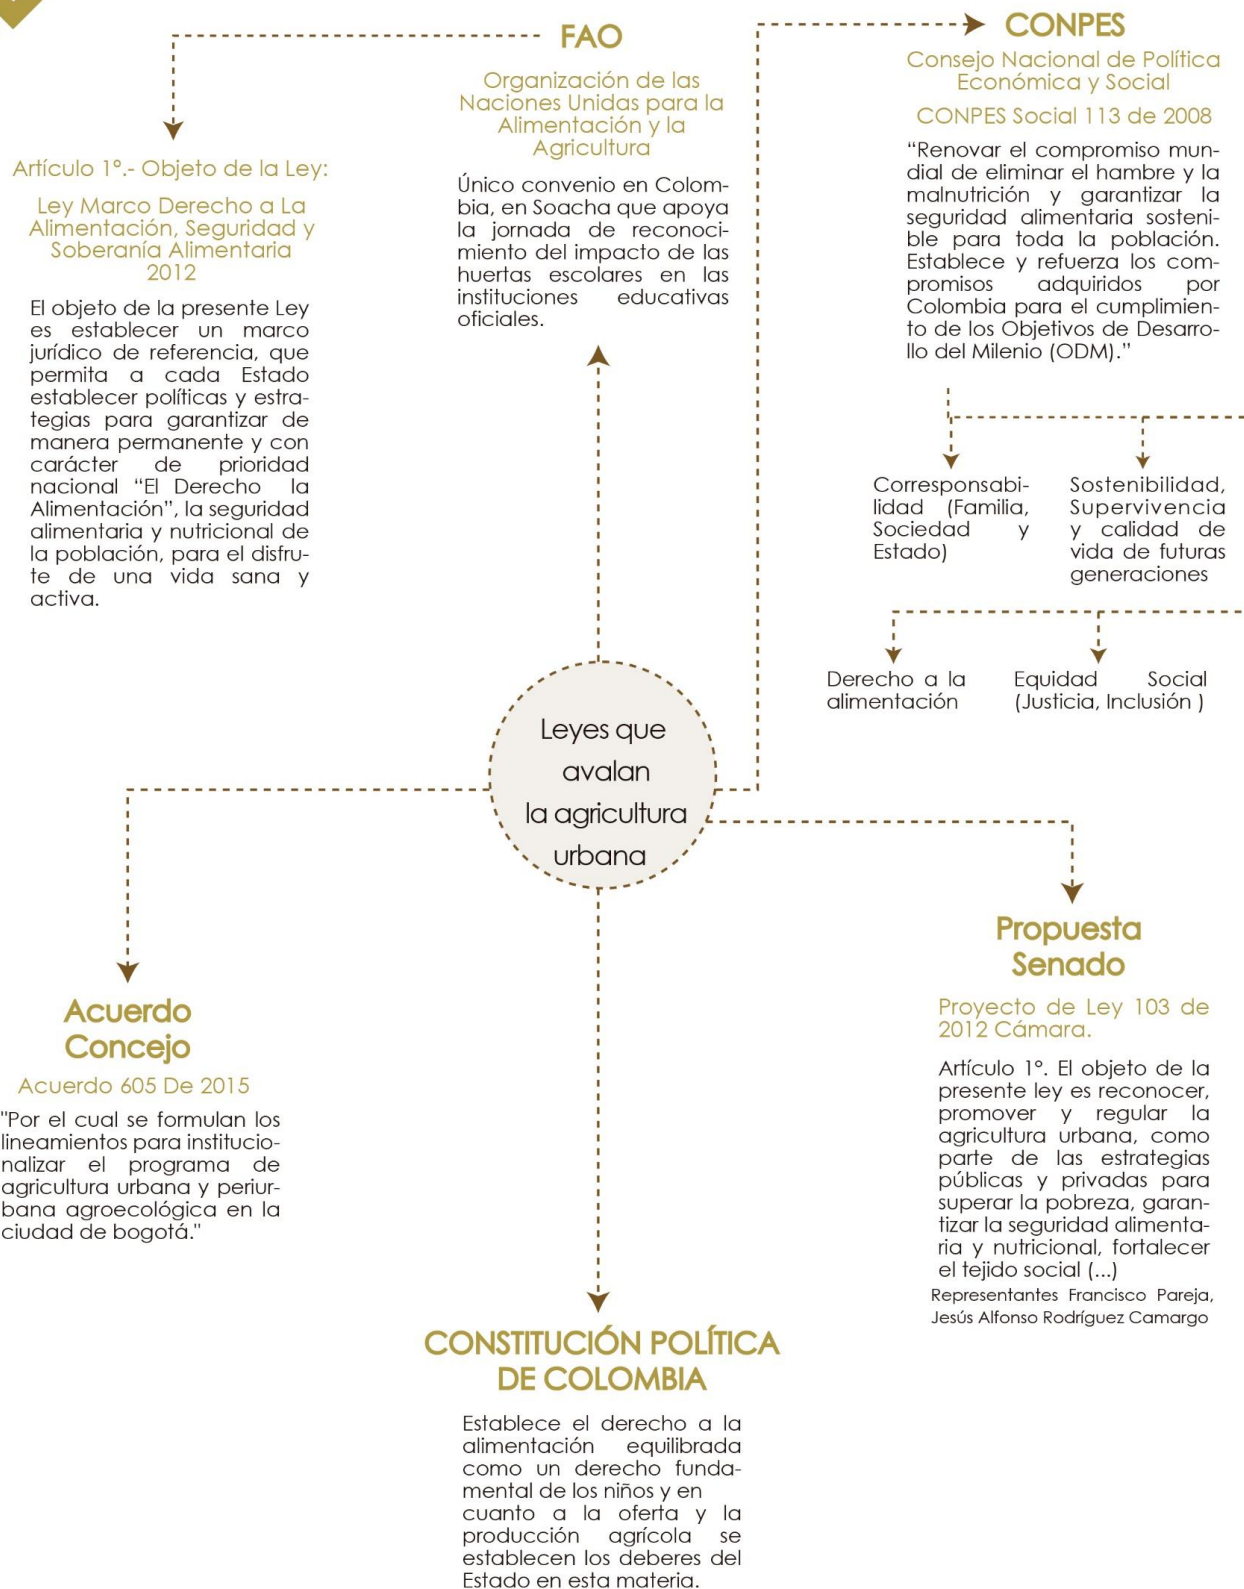 FAO
Organización de las
Naciones Unidas para la
Alimentación y la
Agricultura
Único convenio en Colom-
bia, en Soacha que apoya
la jornada de reconoci-
miento del impacto de las
huertas escolares en las
instituciones educativas
oficiales.
Artículo 1º.- Objeto de la Ley:
Ley Marco Derecho a La
Alimentación, Seguridad y
Soberanía Alimentaria
2012
El objeto de la presente Ley
es establecer un marco
jurídico de referencia, que
permita a cada Estado
establecer políticas y estra-
tegias para garantizar de
manera permanente y con
carácter de prioridad
nacional “El Derecho la
Alimentación”, la seguridad
alimentaria y nutricional de
la población, para el disfru-
te de una vida sana y
activa.
CONPES
Consejo Nacional de Política
Económica y Social
CONPES Social 113 de 2008
“Renovar el compromiso mun-
dial de eliminar el hambre y la
malnutrición y garantizar la
seguridad alimentaria sosteni-
ble para toda la población.
Establece y refuerza los com-
promisos adquiridos por
Colombia para el cumplimien-
to de los Objetivos de Desarro-
llo del Milenio (ODM).”
Corresponsabi-
lidad (Familia,
Sociedad y
Estado)
Sostenibilidad,
Supervivencia
y calidad de
vida de futuras
generaciones
Derecho a la
alimentación
Equidad Social
(Justicia, Inclusión )
Leyes que
avalan
la agricultura
urbana
Acuerdo
Concejo
Acuerdo 605 De 2015
"Por el cual se formulan los
lineamientos para institucio-
nalizar el programa de
agricultura urbana y periur-
bana agroecológica en la
ciudad de bogotá."
Propuesta
Senado
Proyecto de Ley 103 de
2012 Cámara.
Artículo 1º. El objeto de la
presente ley es reconocer,
promover y regular la
agricultura urbana, como
parte de las estrategias
públicas y privadas para
superar la pobreza, garan-
tizar la seguridad alimenta-
ria y nutricional, fortalecer
el tejido social (...)
Representantes Francisco Pareja,
Jesús Alfonso Rodríguez Camargo
CONSTITUCIÓN POLÍTICA
DE COLOMBIA
Establece el derecho a la
alimentación equilibrada
como un derecho funda-
mental de los niños y en
cuanto a la oferta y la
producción agrícola se
establecen los deberes del
Estado en esta materia.